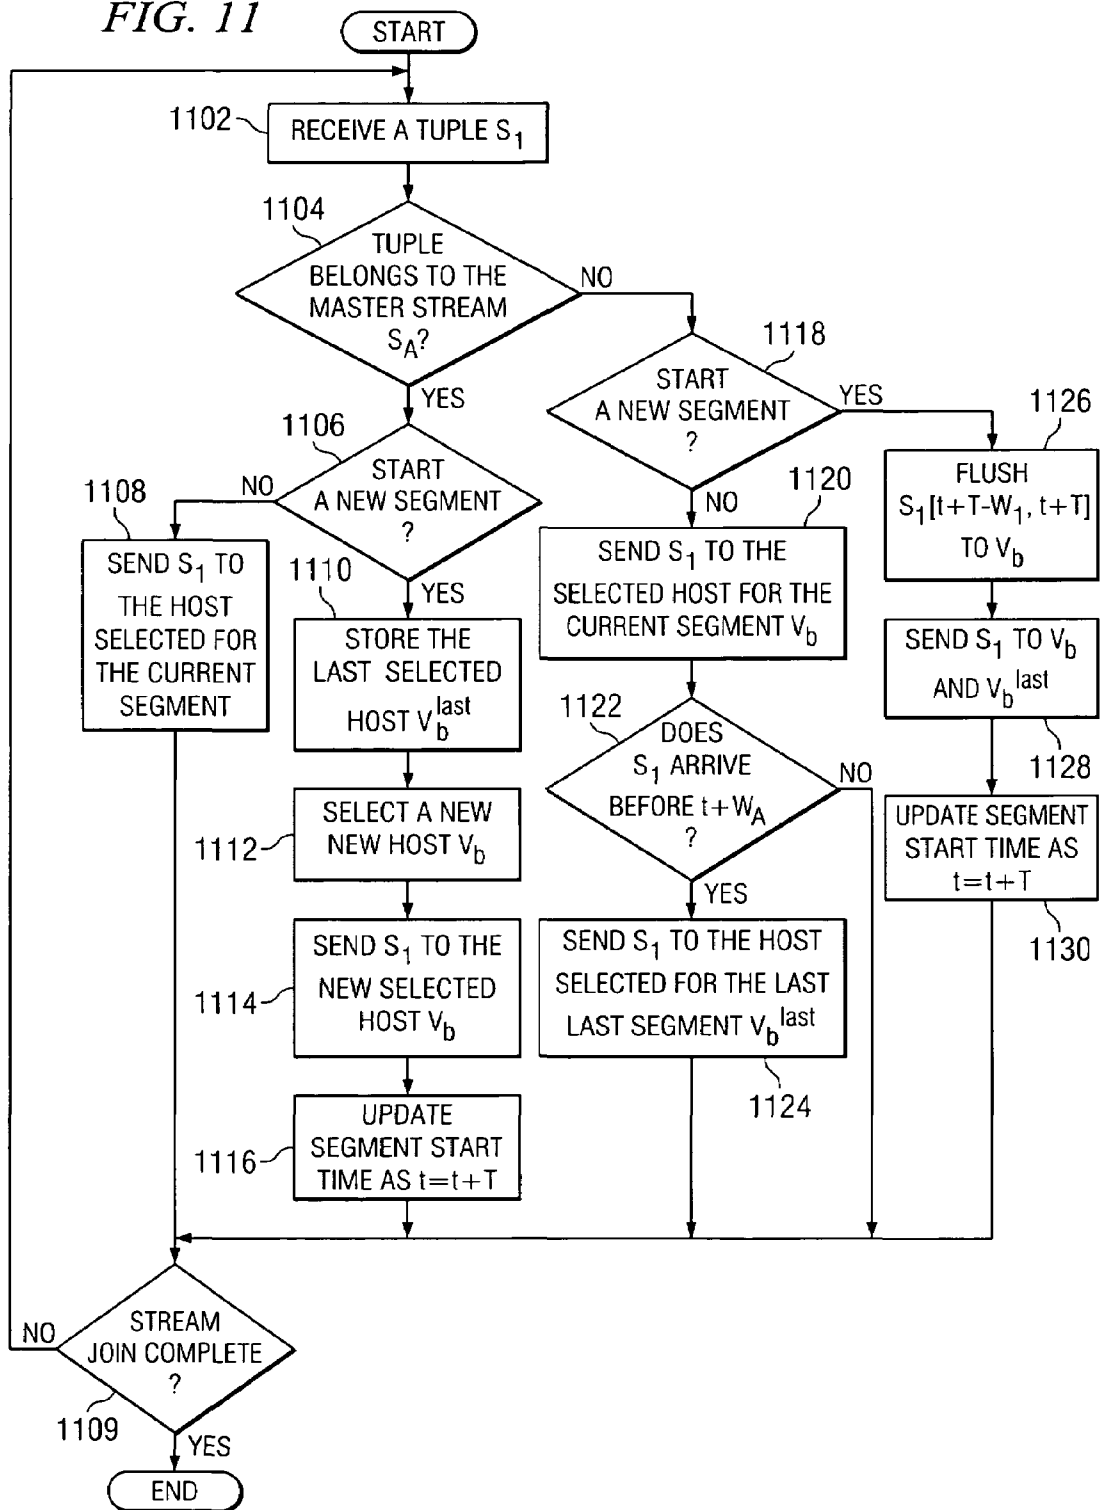 FIG. 11
START
1102
RECEIVE A TUPLE S1
1104
TUPLE
BELONGS TO THE
MASTER STREAM
SA?
NO
YES
1106
START
A NEW SEGMENT
?
NO
YES
1108
SEND S1 TO
THE HOST
SELECTED FOR
THE CURRENT
SEGMENT
1110
STORE THE
LAST SELECTED
HOST Vb last
1112
SELECT A NEW
NEW HOST Vb
1114
SEND S1 TO THE
NEW SELECTED
HOST Vb
1116
UPDATE
SEGMENT START
TIME AS t=t+T
1118
START
A NEW SEGMENT
?
YES
NO
1120
SEND S1 TO THE
SELECTED HOST FOR THE
CURRENT SEGMENT Vb
1122
DOES
S1 ARRIVE
BEFORE t+WA
?
NO
YES
SEND S1 TO THE HOST
SELECTED FOR THE LAST
LAST SEGMENT Vb last
1124
1126
FLUSH
S1[t+T-W1, t+T]
TO Vb
SEND S1 TO Vb
AND Vb last
1128
UPDATE SEGMENT
START TIME AS
t=t+T
1130
STREAM
JOIN COMPLETE
?
NO
1109
YES
END